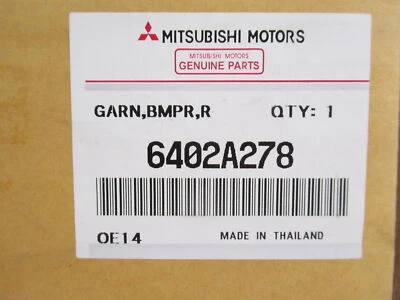 MITSUBISHI MOTORS
MITSUBISHI MOTORS
GENUINE PARTS
GARN,BMPR,R QTY: 1
6402A278
OE14 MADE IN THAILAND